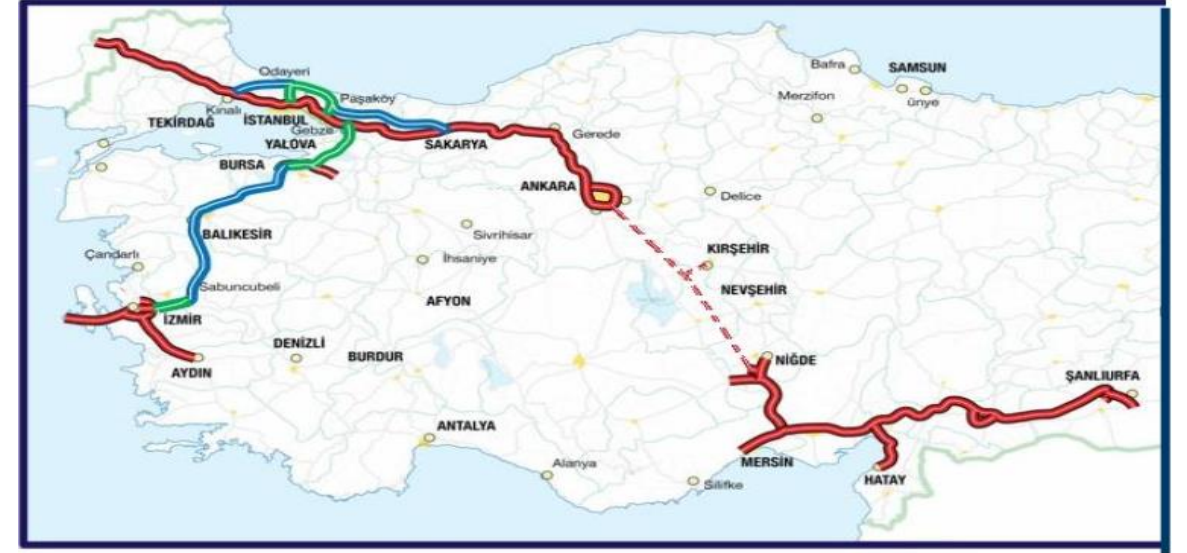 Odayeri
Bafra
SAMSUN
Paşaköy
Merzifon
ünye
Kınalı
TEKİRDAĞ
İSTANBUL
Gebze
Gerede
YALOVA
SAKARYA
BURSA
ANKARA
Delice
BALIKESİR
Sivrihisar
Çandarlı
İhsaniye
KIRŞEHİR
Sabuncubeli
NEVŞEHİR
AFYON
İZMİR
DENİZLİ
BURDUR
NİĞDE
AYDIN
ŞANLIURFA
ANTALYA
Alanya
MERSİN
Silifke
HATAY